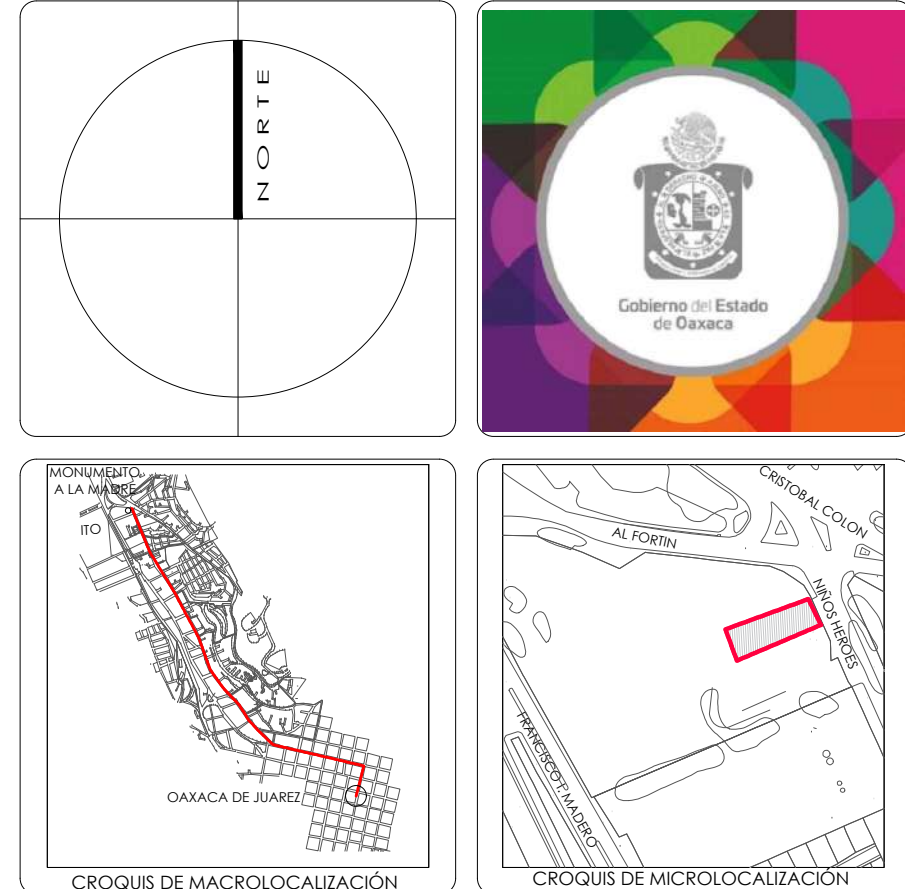 NORTE
Gobierno del Estado
de Oaxaca
MONUMENTO
A LA MADRE
ITO
OAXACA DE JUAREZ
CROQUIS DE MACROLOCALIZACIÓN
CRISTOBAL COLON
AL FORTIN
NIÑOS HEROES
FRANCISCO I. MADERO
CROQUIS DE MICROLOCALIZACIÓN